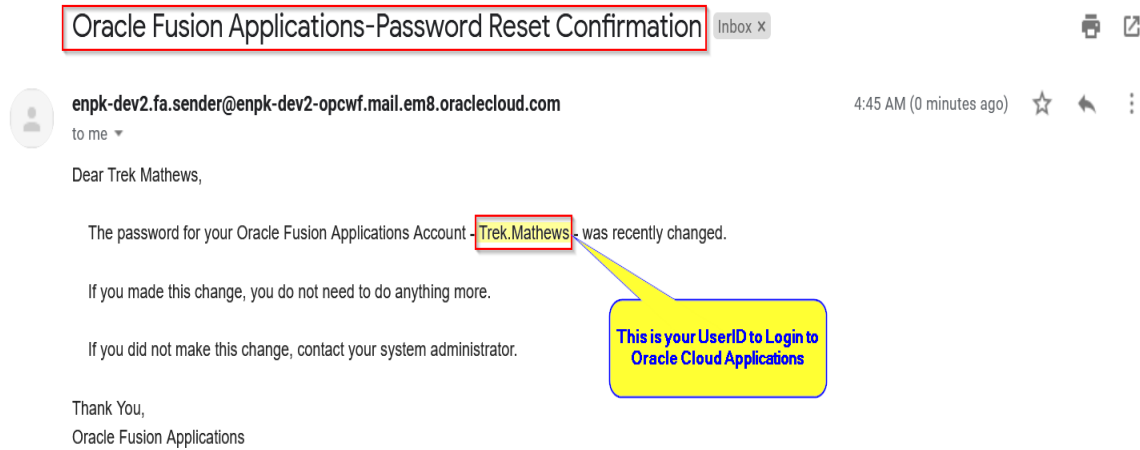 Oracle Fusion Applications-Password Reset Confirmation Inbox ×
enpk-dev2.fa.sender@enpk-dev2-opcwf.mail.em8.oraclecloud.com 4:45 AM (0 minutes ago)
to me
Dear Trek Mathews,
The password for your Oracle Fusion Applications Account - Trek.Mathews - was recently changed.
If you made this change, you do not need to do anything more.
This is your UserID to Login to
Oracle Cloud Applications
If you did not make this change, contact your system administrator.
Thank You,
Oracle Fusion Applications